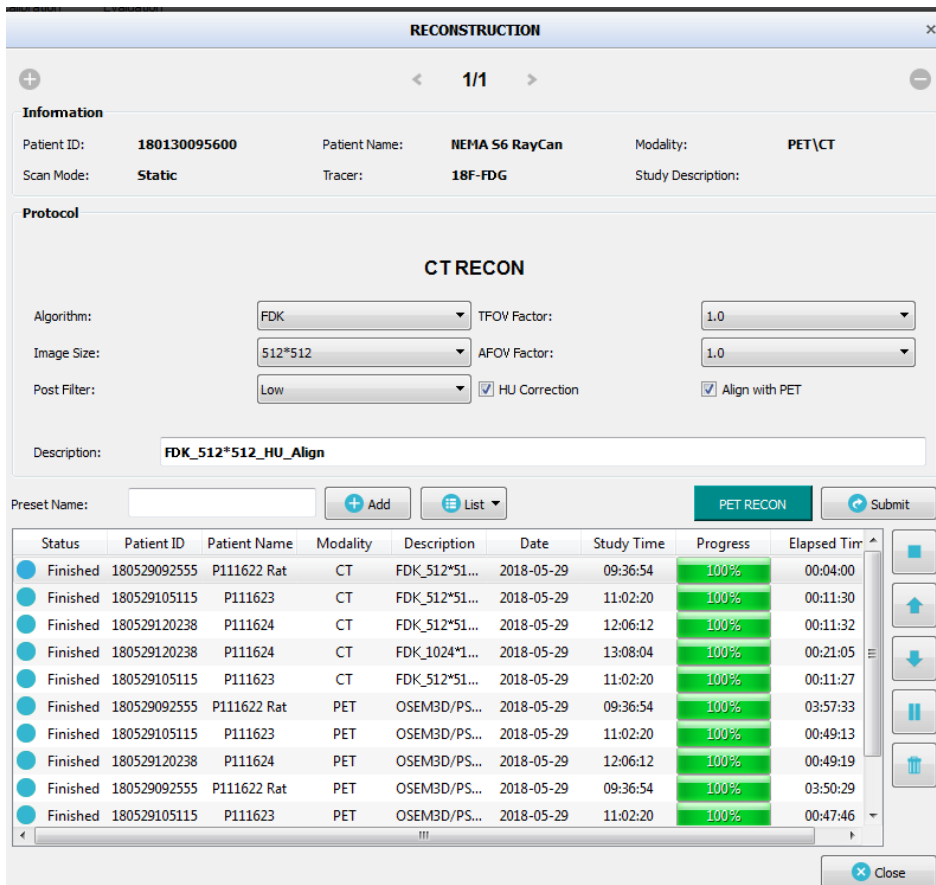 RECONSTRUCTION
1/1
Information
Patient ID: 180130095600 Patient Name: NEMA S6 RayCan Modality: PET\CT
Scan Mode: Static Tracer: 18F-FDG Study Description:
Protocol
CT RECON
Algorithm: FDK TFOV Factor: 1.0
Image Size: 512*512 AFOV Factor: 1.0
Post Filter: Low HU Correction Align with PET
Description: FDK_512*512_HU_Align
Preset Name: Add List PET RECON Submit
Status Patient ID Patient Name Modality Description Date Study Time Progress Elapsed Tim
Finished 180529092555 P111622 Rat CT FDK_512*51... 2018-05-29 09:36:54 100% 00:04:00
Finished 180529105115 P111623 CT FDK_512*51... 2018-05-29 11:02:20 100% 00:11:30
Finished 180529120238 P111624 CT FDK_512*51... 2018-05-29 12:06:12 100% 00:11:32
Finished 180529120238 P111624 CT FDK_1024*1... 2018-05-29 13:08:04 100% 00:21:05
Finished 180529105115 P111623 CT FDK_512*51... 2018-05-29 11:02:20 100% 00:11:27
Finished 180529092555 P111622 Rat PET OSEM3D/PS... 2018-05-29 09:36:54 100% 03:57:33
Finished 180529105115 P111623 PET OSEM3D/PS... 2018-05-29 11:02:20 100% 00:49:13
Finished 180529120238 P111624 PET OSEM3D/PS... 2018-05-29 12:06:12 100% 00:49:19
Finished 180529092555 P111622 Rat PET OSEM3D/PS... 2018-05-29 09:36:54 100% 03:50:29
Finished 180529105115 P111623 PET OSEM3D/PS... 2018-05-29 11:02:20 100% 00:47:46
Close